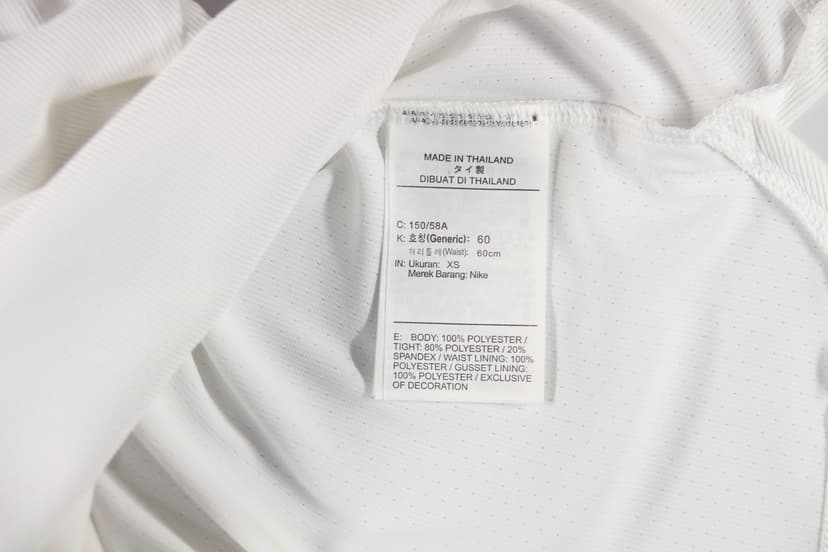 MADE IN THAILAND
タイ製
DIBUAT DI THAILAND
C: 150/58A
K: 호칭(Generic): 60
허리둘레(Waist): 60cm
IN: Ukuran: XS
Merek Barang: Nike
E: BODY: 100% POLYESTER /
TIGHT: 80% POLYESTER / 20%
SPANDEX / WAIST LINING: 100%
POLYESTER / GUSSET LINING:
100% POLYESTER / EXCLUSIVE
OF DECORATION